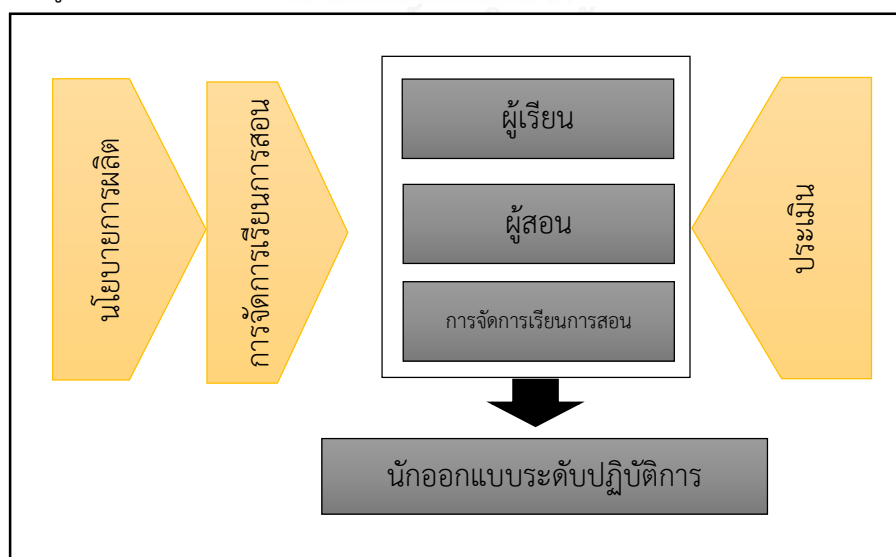 นโยบายการผลิต
การจัดการเรียนการสอน
ผู้เรียน
ผู้สอน
การจัดการเรียนการสอน
ประเมิน
นักออกแบบระดับปฏิบัติการ